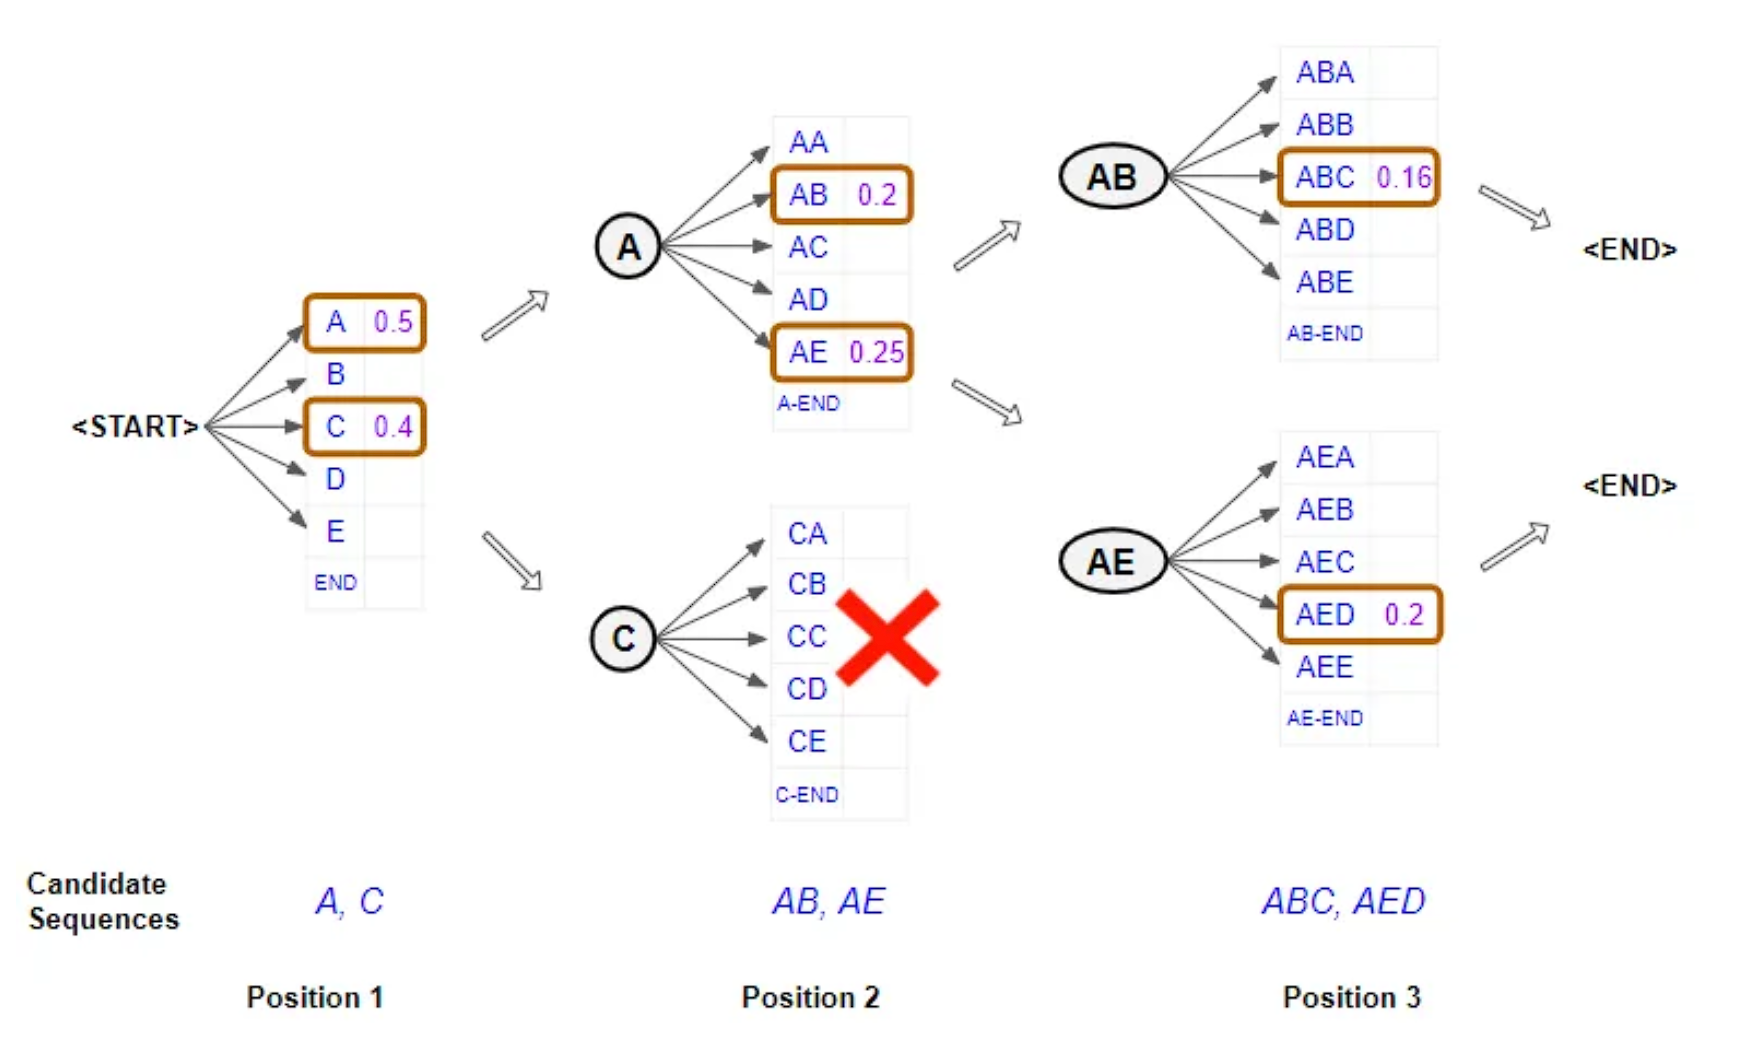 <START>
A 0.5
B
C 0.4
D
E
END
A
AA
AB 0.2
AC
AD
AE 0.25
A-END
C
CA
CB
CC
CD
CE
C-END
AB
ABA
ABB
ABC 0.16
ABD
ABE
AB-END
<END>
AE
AEA
AEB
AEC
AED 0.2
AEE
AE-END
<END>
Candidate
Sequences
A, C
AB, AE
ABC, AED
Position 1
Position 2
Position 3